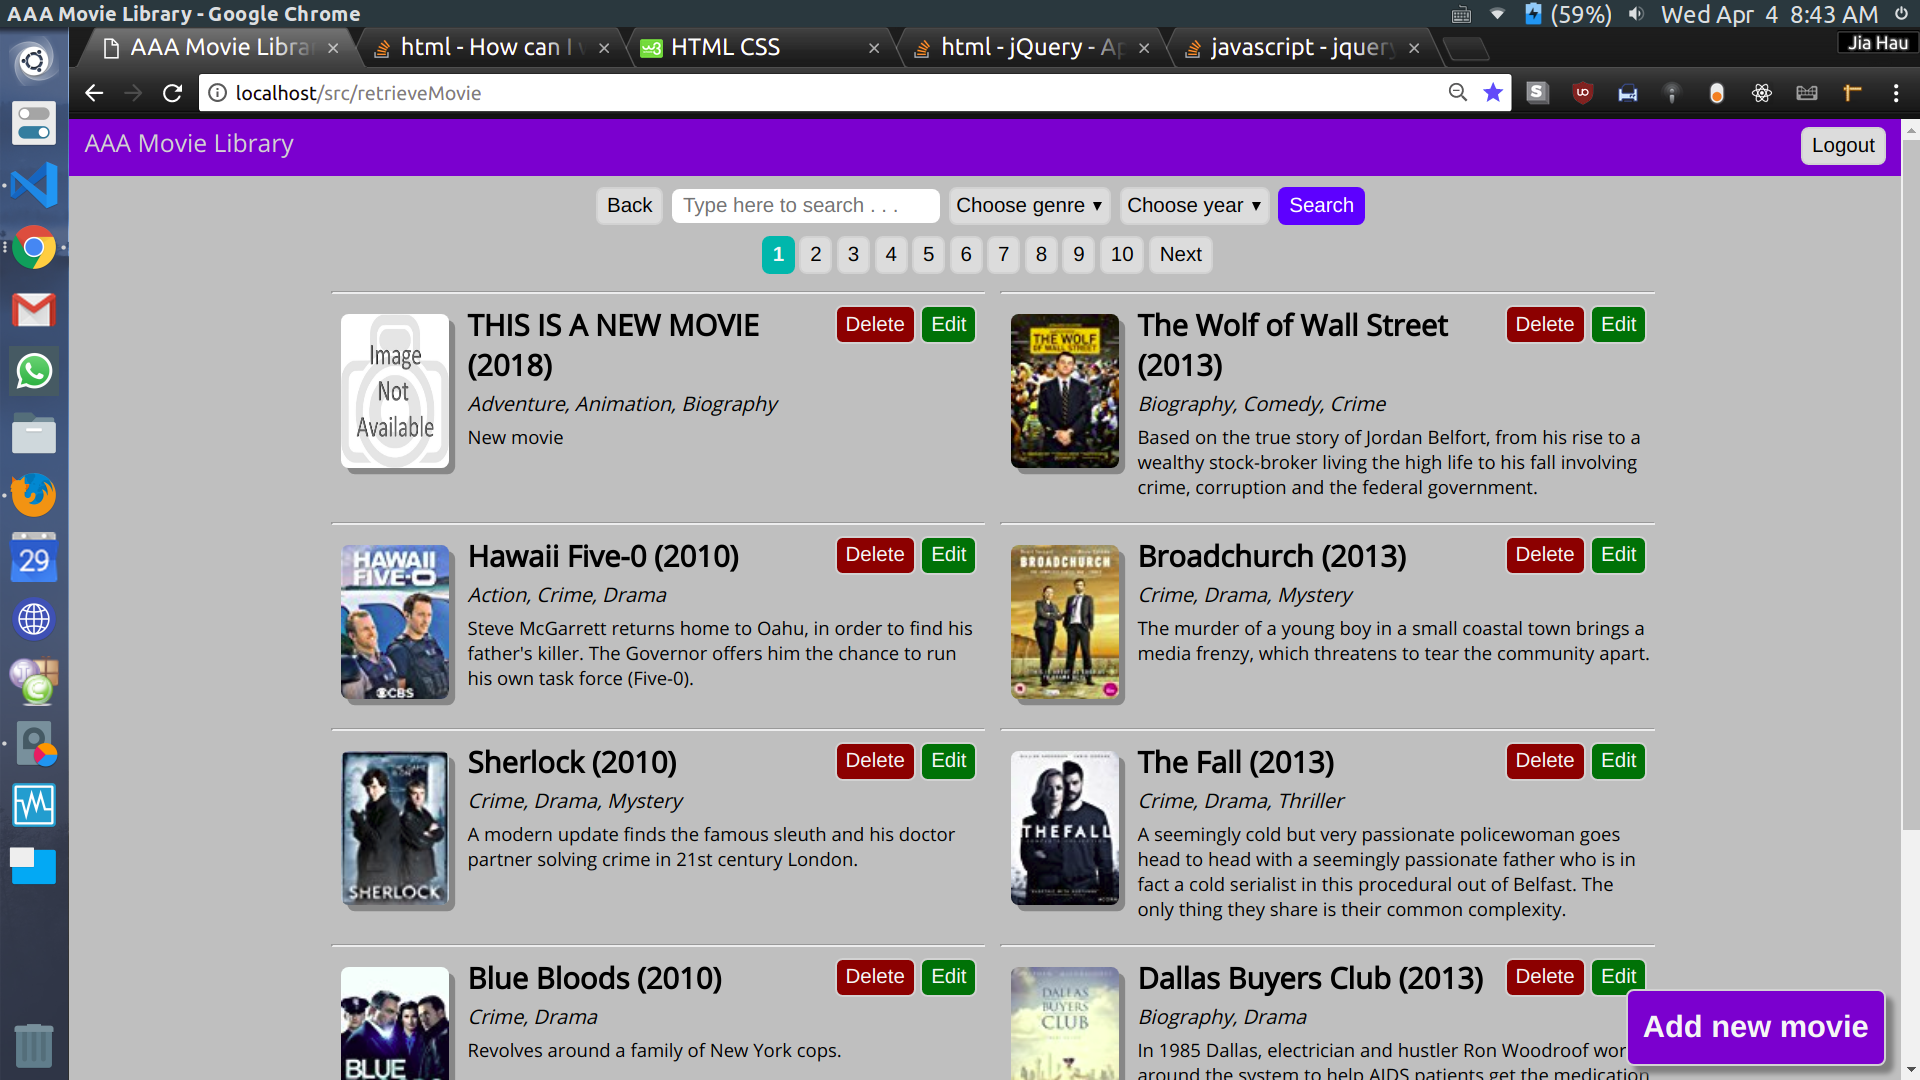 AAA Movie Library - Google Chrome
(59%) Wed Apr 4 8:43 AM
AAA Movie Libra
html - How can I
HTML CSS
html - jQuery - Ap
javascript - jquery
Jia Hau
localhost/src/retrieveMovie
AAA Movie Library
Logout
Back
Type here to search . . .
Choose genre
Choose year
Search
1 2 3 4 5 6 7 8 9 10 Next
Image
Not
Available
THIS IS A NEW MOVIE
(2018)
Delete
Edit
Adventure, Animation, Biography
New movie
THE WOLF
OF WALL STREET
The Wolf of Wall Street
(2013)
Delete
Edit
Biography, Comedy, Crime
Based on the true story of Jordan Belfort, from his rise to a
wealthy stock-broker living the high life to his fall involving
crime, corruption and the federal government.
HAWAII
FIVE-O
CBS
Hawaii Five-0 (2010)
Delete
Edit
Action, Crime, Drama
Steve McGarrett returns home to Oahu, in order to find his
father's killer. The Governor offers him the chance to run
his own task force (Five-0).
BROADCHURCH
Broadchurch (2013)
Delete
Edit
Crime, Drama, Mystery
The murder of a young boy in a small coastal town brings a
media frenzy, which threatens to tear the community apart.
SHERLOCK
Sherlock (2010)
Delete
Edit
Crime, Drama, Mystery
A modern update finds the famous sleuth and his doctor
partner solving crime in 21st century London.
THE FALL
The Fall (2013)
Delete
Edit
Crime, Drama, Thriller
A seemingly cold but very passionate policewoman goes
head to head with a seemingly passionate father who is in
fact a cold serialist in this procedural out of Belfast. The
only thing they share is their common complexity.
BLUE
Blue Bloods (2010)
Delete
Edit
Crime, Drama
Revolves around a family of New York cops.
DALLAS
BUYERS
CLUB
Dallas Buyers Club (2013)
Delete
Edit
Biography, Drama
In 1985 Dallas, electrician and hustler Ron Woodroof wor
around the system to help AIDS patients get the medication
Add new movie
29